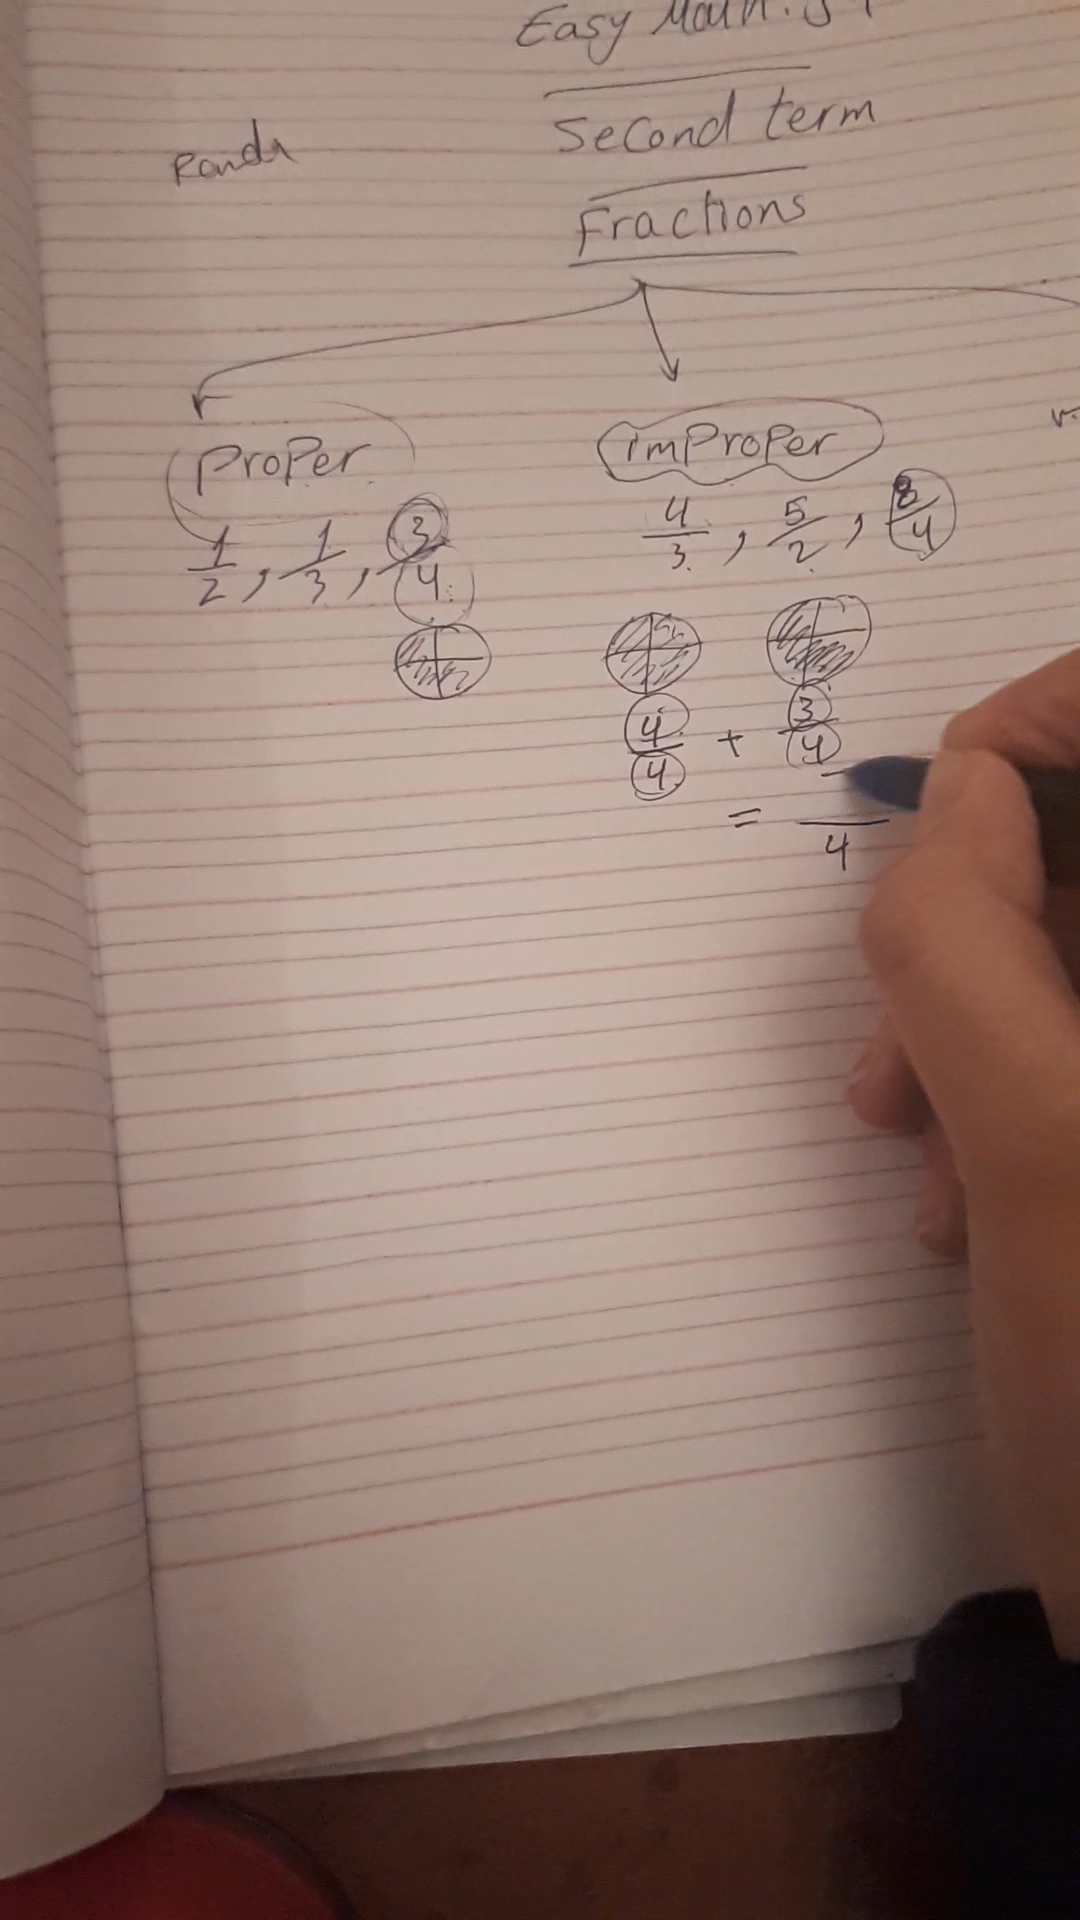 Easy Math.
Second term
Randa
Fractions
Proper
improper
1/2, 1/3, 3/4
4/3, 5/2, 8/4
4/4 + 3/4
= /4